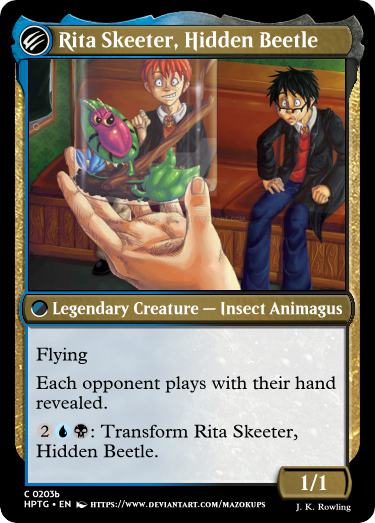 Rita Skeeter, Hidden Beetle
Legendary Creature — Insect Animagus
Flying
Each opponent plays with their hand
revealed.
2: Transform Rita Skeeter,
Hidden Beetle.
1/1
C 0203b
HPTG • EN HTTPS://WWW.DEVIANTART.COM/MAZOKUPS
J. K. Rowling